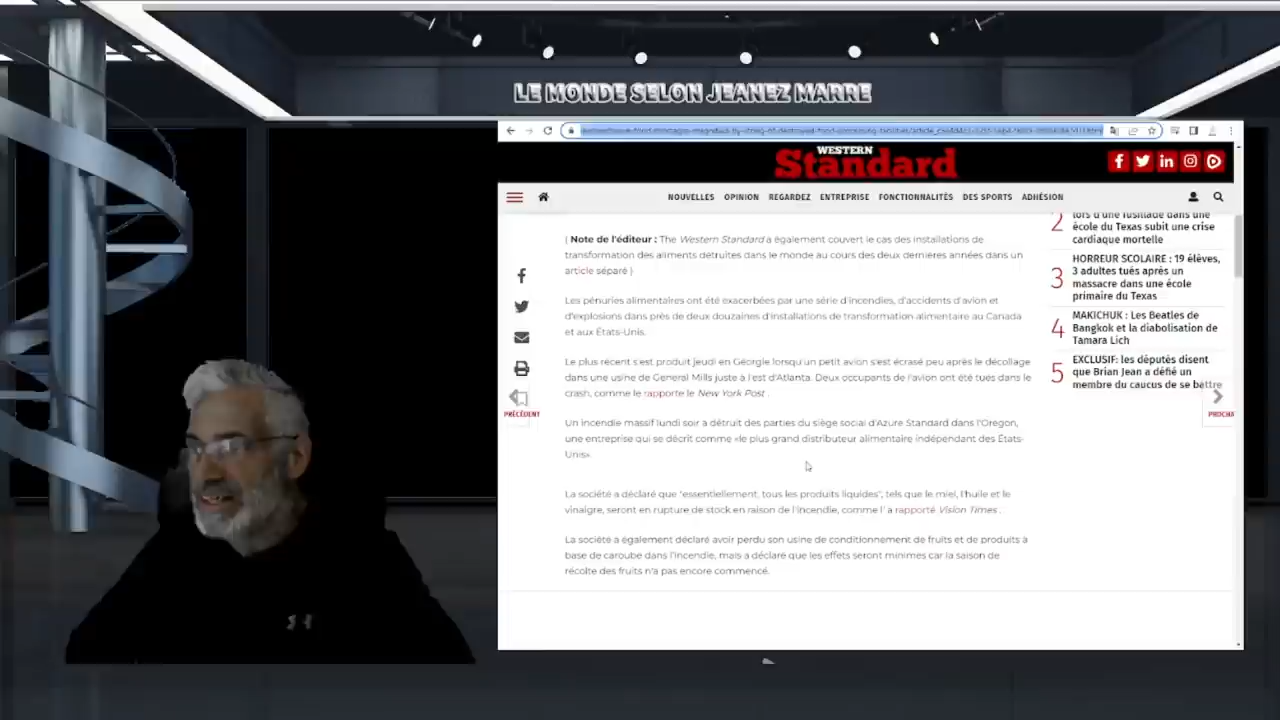 LE MONDE SELON JEANEZ MARRE
WESTERN
Standard
NOUVELLES OPINION REGARDEZ ENTREPRISE FONCTIONNALITÉS DES SPORTS ADHÉSION
( Note de l'éditeur : The Western Standard a également couvert le cas des installations de
transformation des aliments détruites dans le monde au cours des deux dernières années dans un
article séparé )
Les pénuries alimentaires ont été exacerbées par une série d'incendies, d'accidents d'avion et
d'explosions dans près de deux douzaines d'installations de transformation alimentaire au Canada
et aux États-Unis.
Le plus récent s'est produit jeudi en Géorgie lorsqu'un petit avion s'est écrasé peu après le décollage
dans une usine de General Mills juste à l'est d'Atlanta. Deux occupants de l'avion ont été tués dans le
crash, comme le rapporte le New York Post .
Un incendie massif lundi soir a détruit des parties du siège social d'Azure Standard dans l'Oregon,
une entreprise qui se décrit comme «le plus grand distributeur alimentaire indépendant des États-
Unis»
La société a déclaré que "essentiellement, tous les produits liquides", tels que le miel, l'huile et le
vinaigre, seront en rupture de stock en raison de l'incendie, comme l' a rapporté Vision Times .
La société a également déclaré avoir perdu son usine de conditionnement de fruits et de produits à
base de caroube dans l'incendie, mais a déclaré que les effets seront minimes car la saison de
récolte des fruits n'a pas encore commencé.
PRÉCÉDENT
2 lors d'une fusillade dans une
école du Texas subit une crise
cardiaque mortelle
3 HORREUR SCOLAIRE : 19 élèves,
3 adultes tués après un
massacre dans une école
primaire du Texas
4 MAKICHUK : Les Beatles de
Bangkok et la diabolisation de
Tamara Lich
5 EXCLUSIF: les députés disent
que Brian Jean a défié un
membre du caucus de se battre
PROCHA